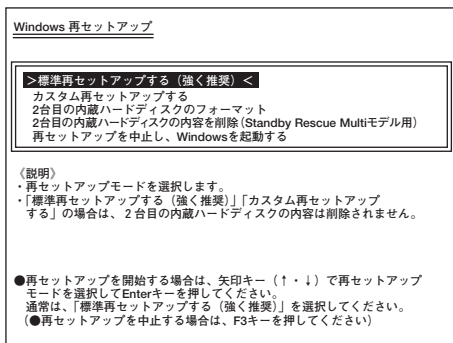 Windows 再セットアップ
＞標準再セットアップする（強く推奨）＜
カスタム再セットアップする
2台目の内蔵ハードディスクのフォーマット
2台目の内蔵ハードディスクの内容を削除（Standby Rescue Multiモデル用）
再セットアップを中止し、Windowsを起動する
《説明》
・再セットアップモードを選択します。
・「標準再セットアップする（強く推奨）」「カスタム再セットアップ
する」の場合は、２台目の内蔵ハードディスクの内容は削除されません。
●再セットアップを開始する場合は、矢印キー（↑・↓）で再セットアップ
モードを選択してEnterキーを押してください。
通常は、「標準再セットアップする（強く推奨）」を選択してください。
（●再セットアップを中止する場合は、F3キーを押してください）